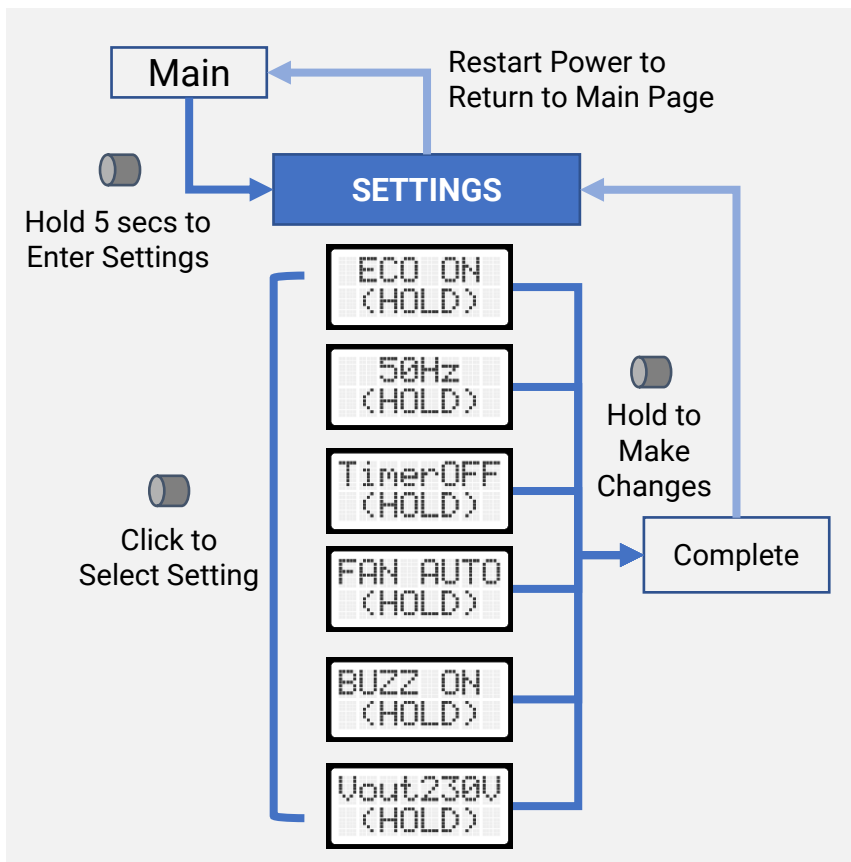 Main
Restart Power to
Return to Main Page
SETTINGS
Hold 5 secs to
Enter Settings
ECO ON
(HOLD)
50Hz
(HOLD)
Hold to
Make
Changes
TimerOFF
(HOLD)
Click to
Select Setting
Complete
FAN AUTO
(HOLD)
BUZZ ON
(HOLD)
Vout230V
(HOLD)